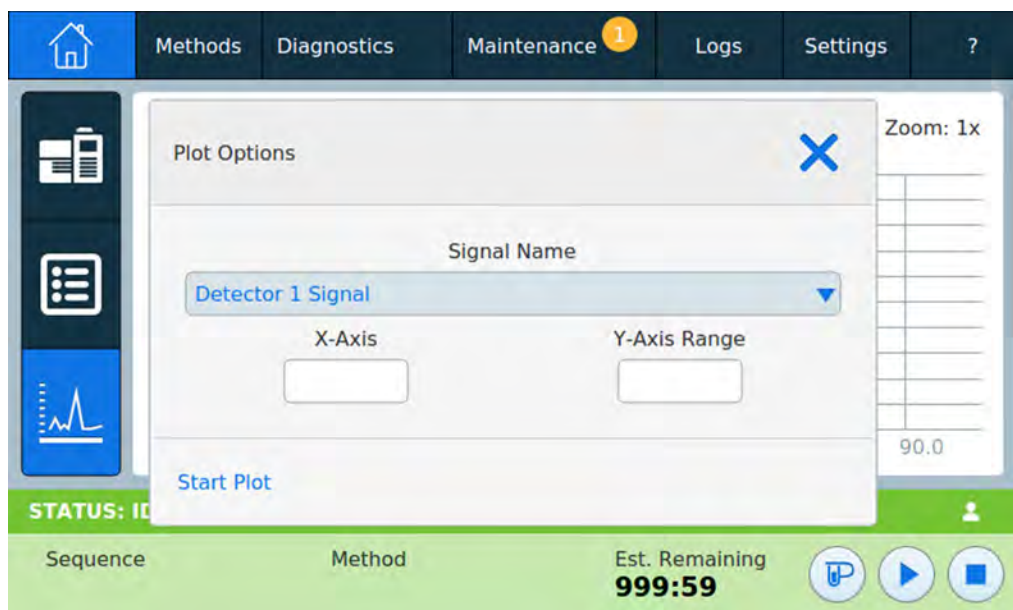 Methods Diagnostics Maintenance 1 Logs Settings ?
Plot Options
Zoom: 1x
Signal Name
Detector 1 Signal
X-Axis Y-Axis Range
90.0
Start Plot
STATUS:
Sequence Method Est. Remaining
999:59